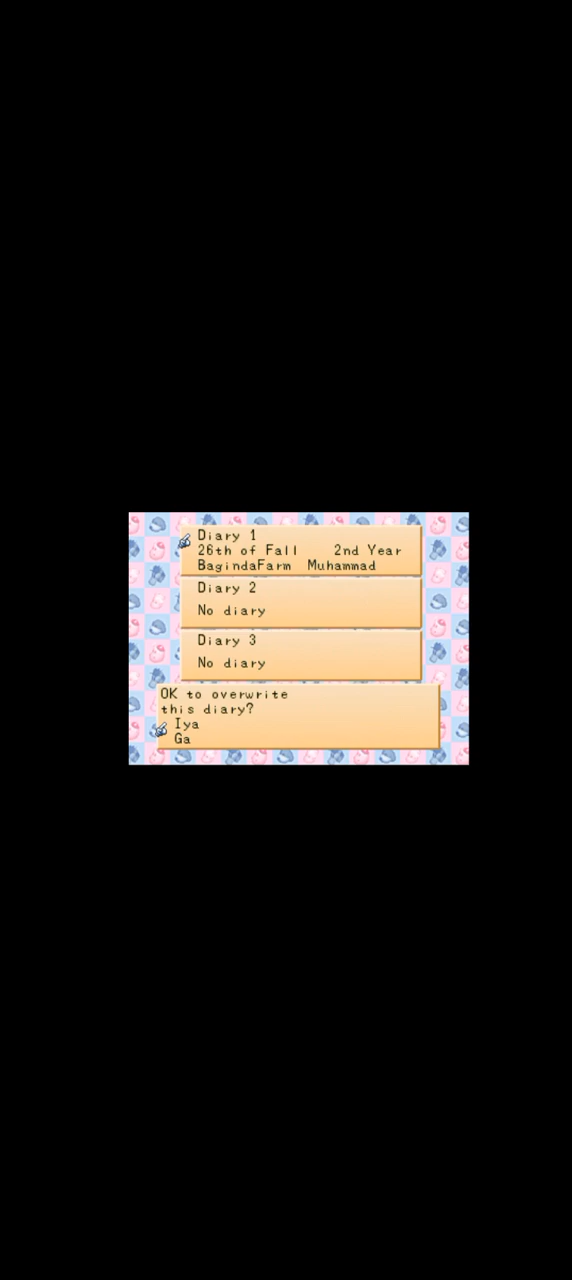 Diary 1
26th of Fall 2nd Year
BagindaFarm Muhammad
Diary 2
No diary
Diary 3
No diary
OK to overwrite
this diary?
Iya
Ga